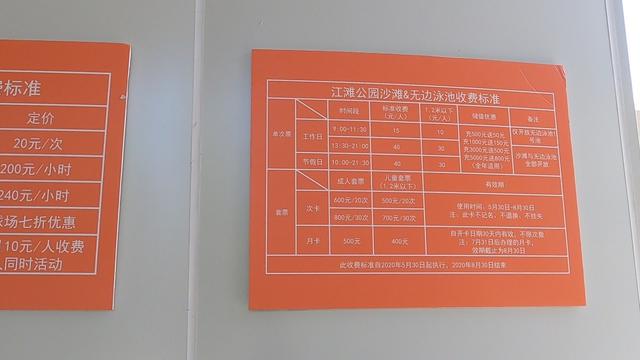 费标准
定价
20元/次
200元/小时
240元/小时
球场七折优惠
10元/人收费
人同时活动
江滩公园沙滩&无边泳池收费标准
单次票 时间段 标准收费(元/人) 1.2米以下(元/人) 储值优惠 备注
工作日 9:00-11:30 15 10
13:30-21:00 40 30
节假日 10:00-21:30 40 30
充500元送50元
充1000元送150元
充3000元送500元
充5000元送800元
(全年适用)
仅开放无边泳池1号池
沙滩与无边泳池全部开放
套票 成人套票 儿童套票(1.2米以下) 有效期
次卡 600元/20次 500元/20次
800元/30次 700元/30次
使用时间:5月30日-8月30日
注:此卡不记名、不退换、不挂失
月卡 500元 400元
自开卡日期30天内有效,不限次数
注:7月31日后办理的月卡,
效期截止为8月30日
此收费标准自2020年5月30日起执行,2020年8月30日结束